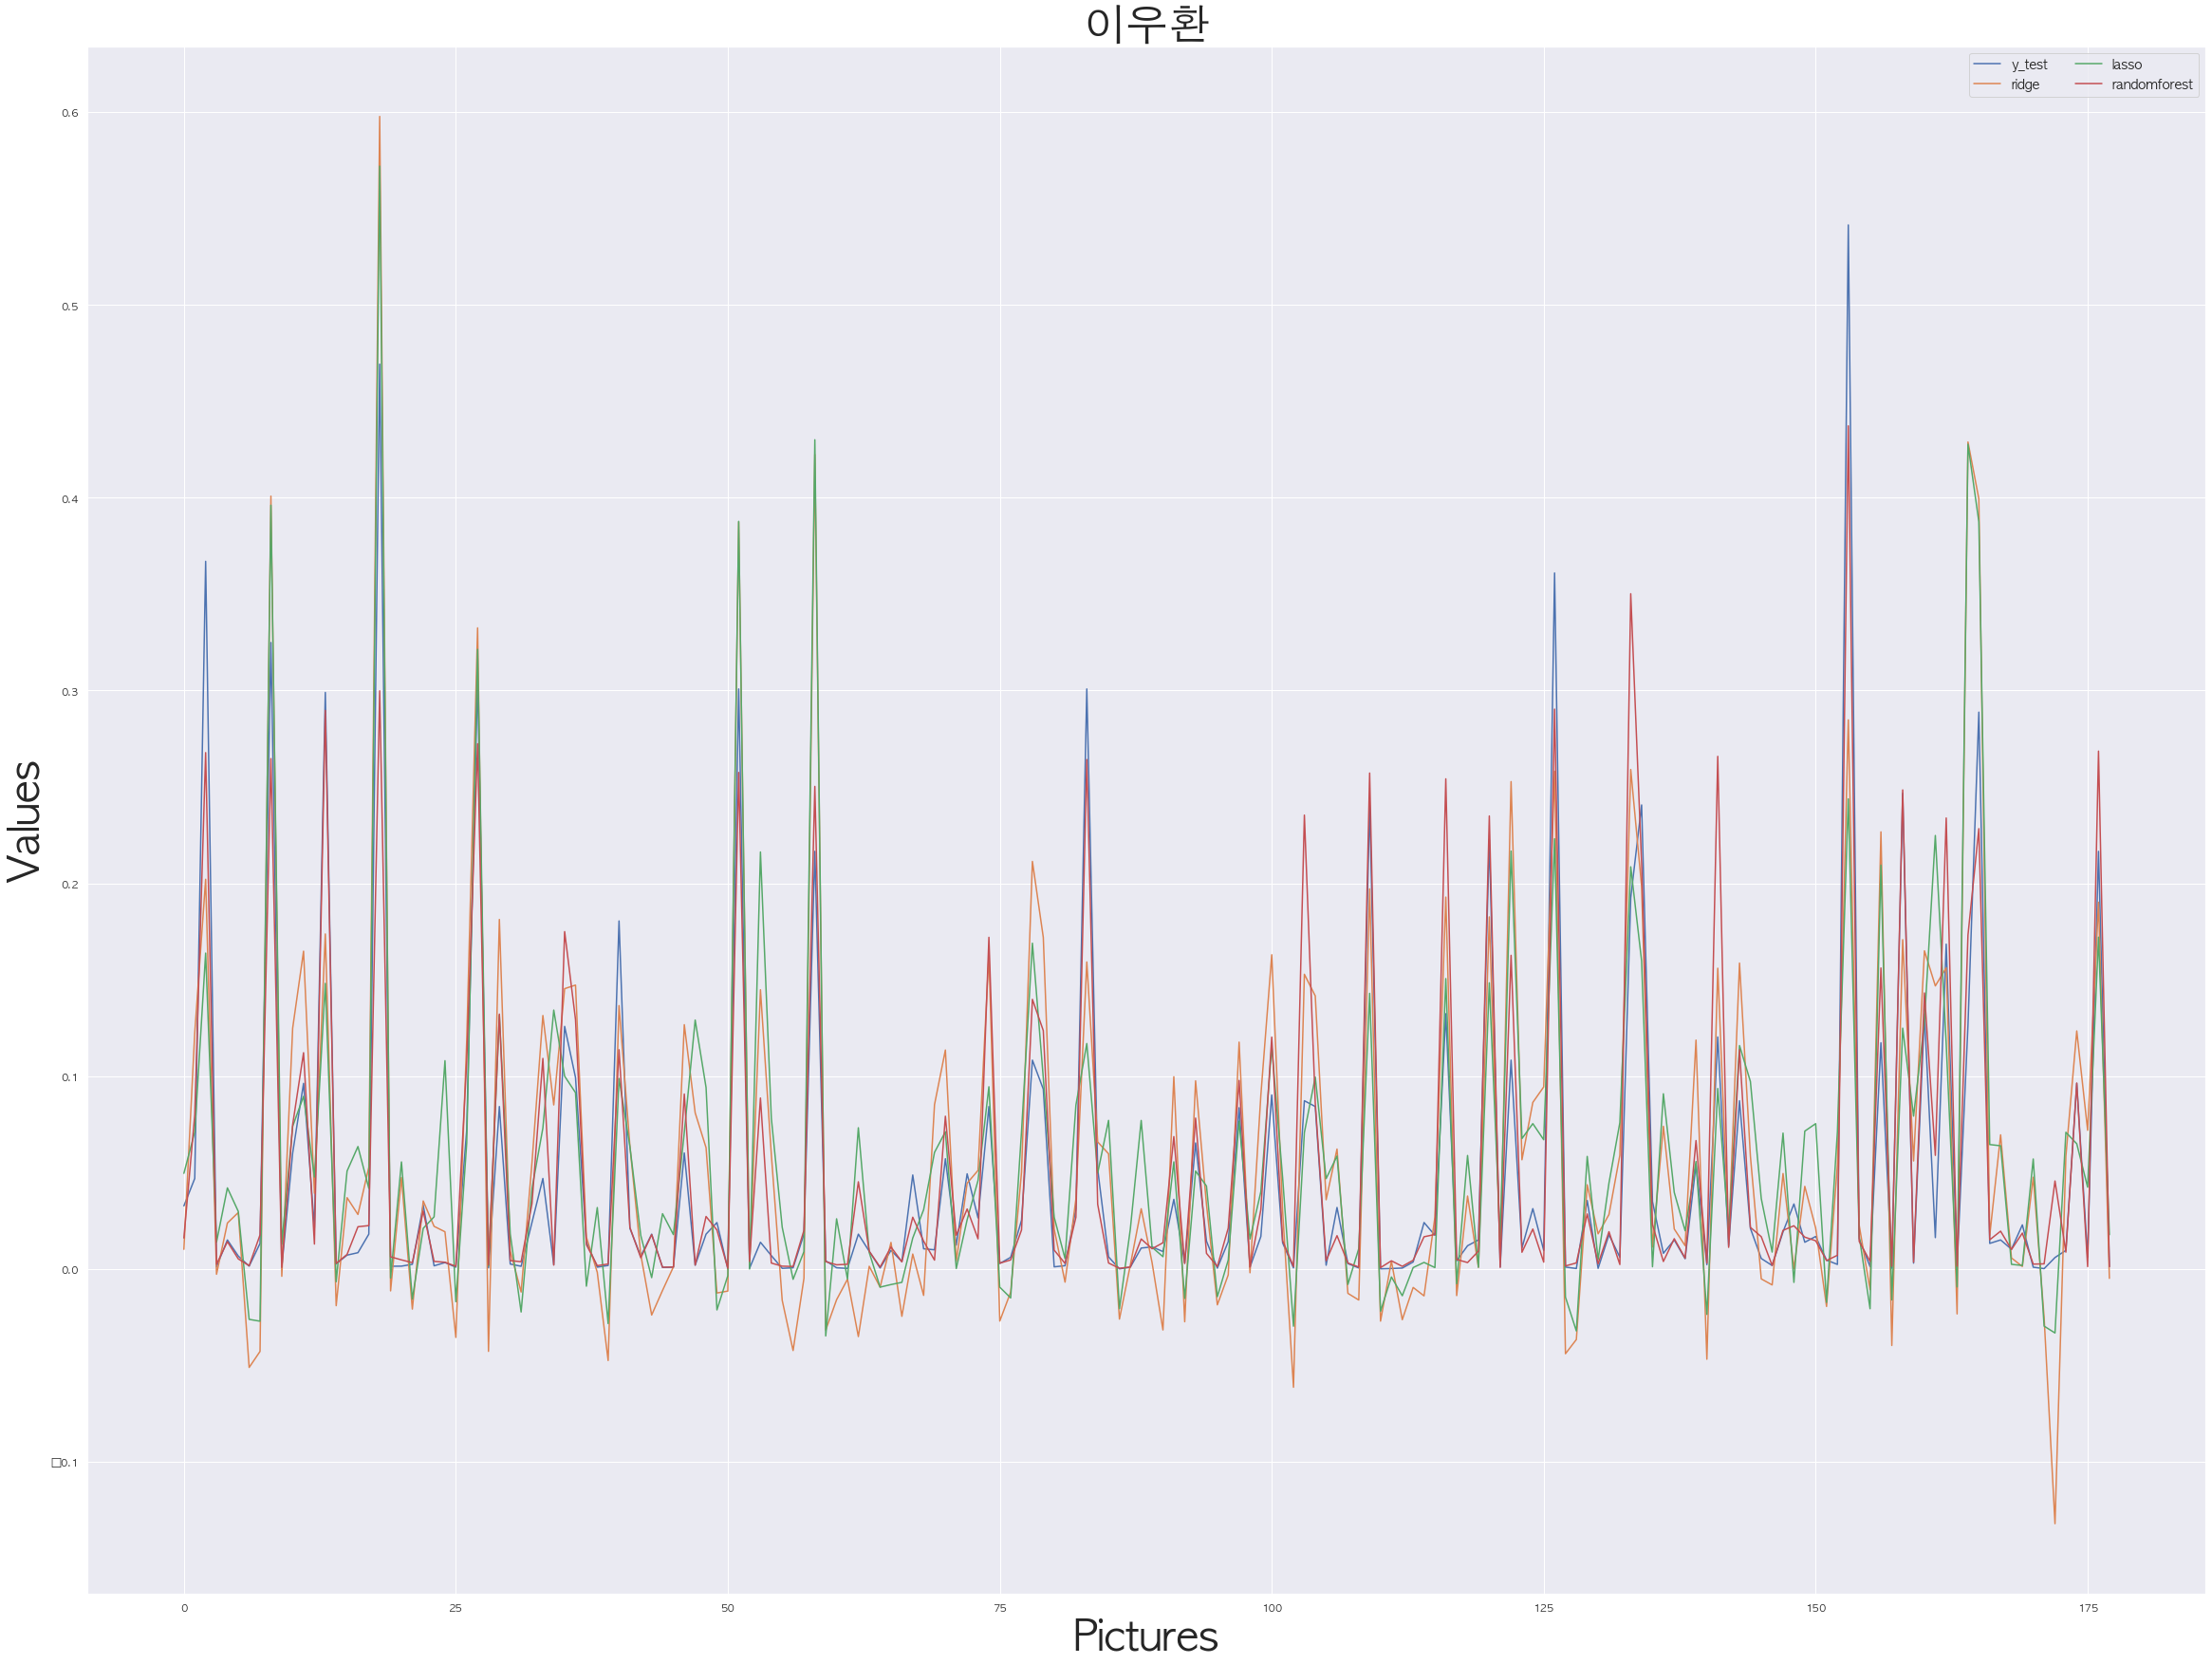 이우환
y_test lasso
ridge randomforest
0.6
0.5
0.4
0.3
0.2
0.1
0.0
□0.1
Values
0 25 50 75 100 125 150 175
Pictures